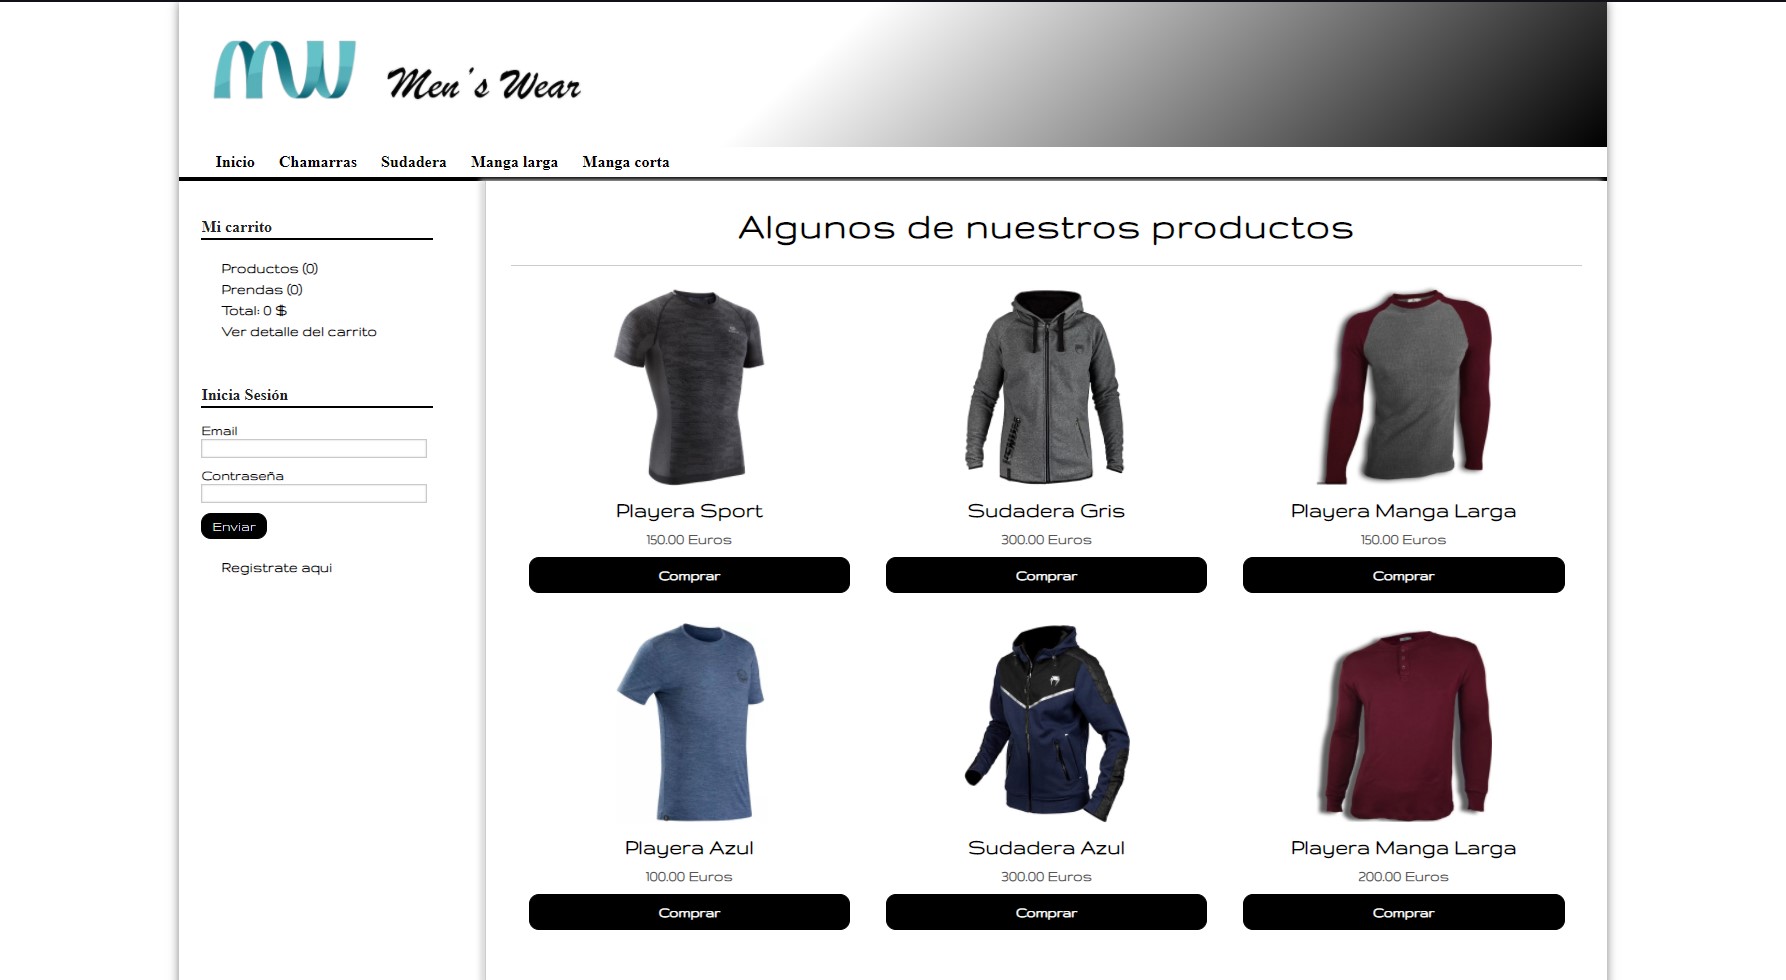 MW
Men's Wear
Inicio Chamarras Sudadera Manga larga Manga corta
Mi carrito
Productos (0)
Prendas (0)
Total: 0 $
Ver detalle del carrito
Inicia Sesión
Email
Contraseña
Enviar
Registrate aqui
Algunos de nuestros productos
Playera Sport
150.00 Euros
Comprar
Sudadera Gris
300.00 Euros
Comprar
Playera Manga Larga
150.00 Euros
Comprar
Playera Azul
100.00 Euros
Comprar
Sudadera Azul
300.00 Euros
Comprar
Playera Manga Larga
200.00 Euros
Comprar